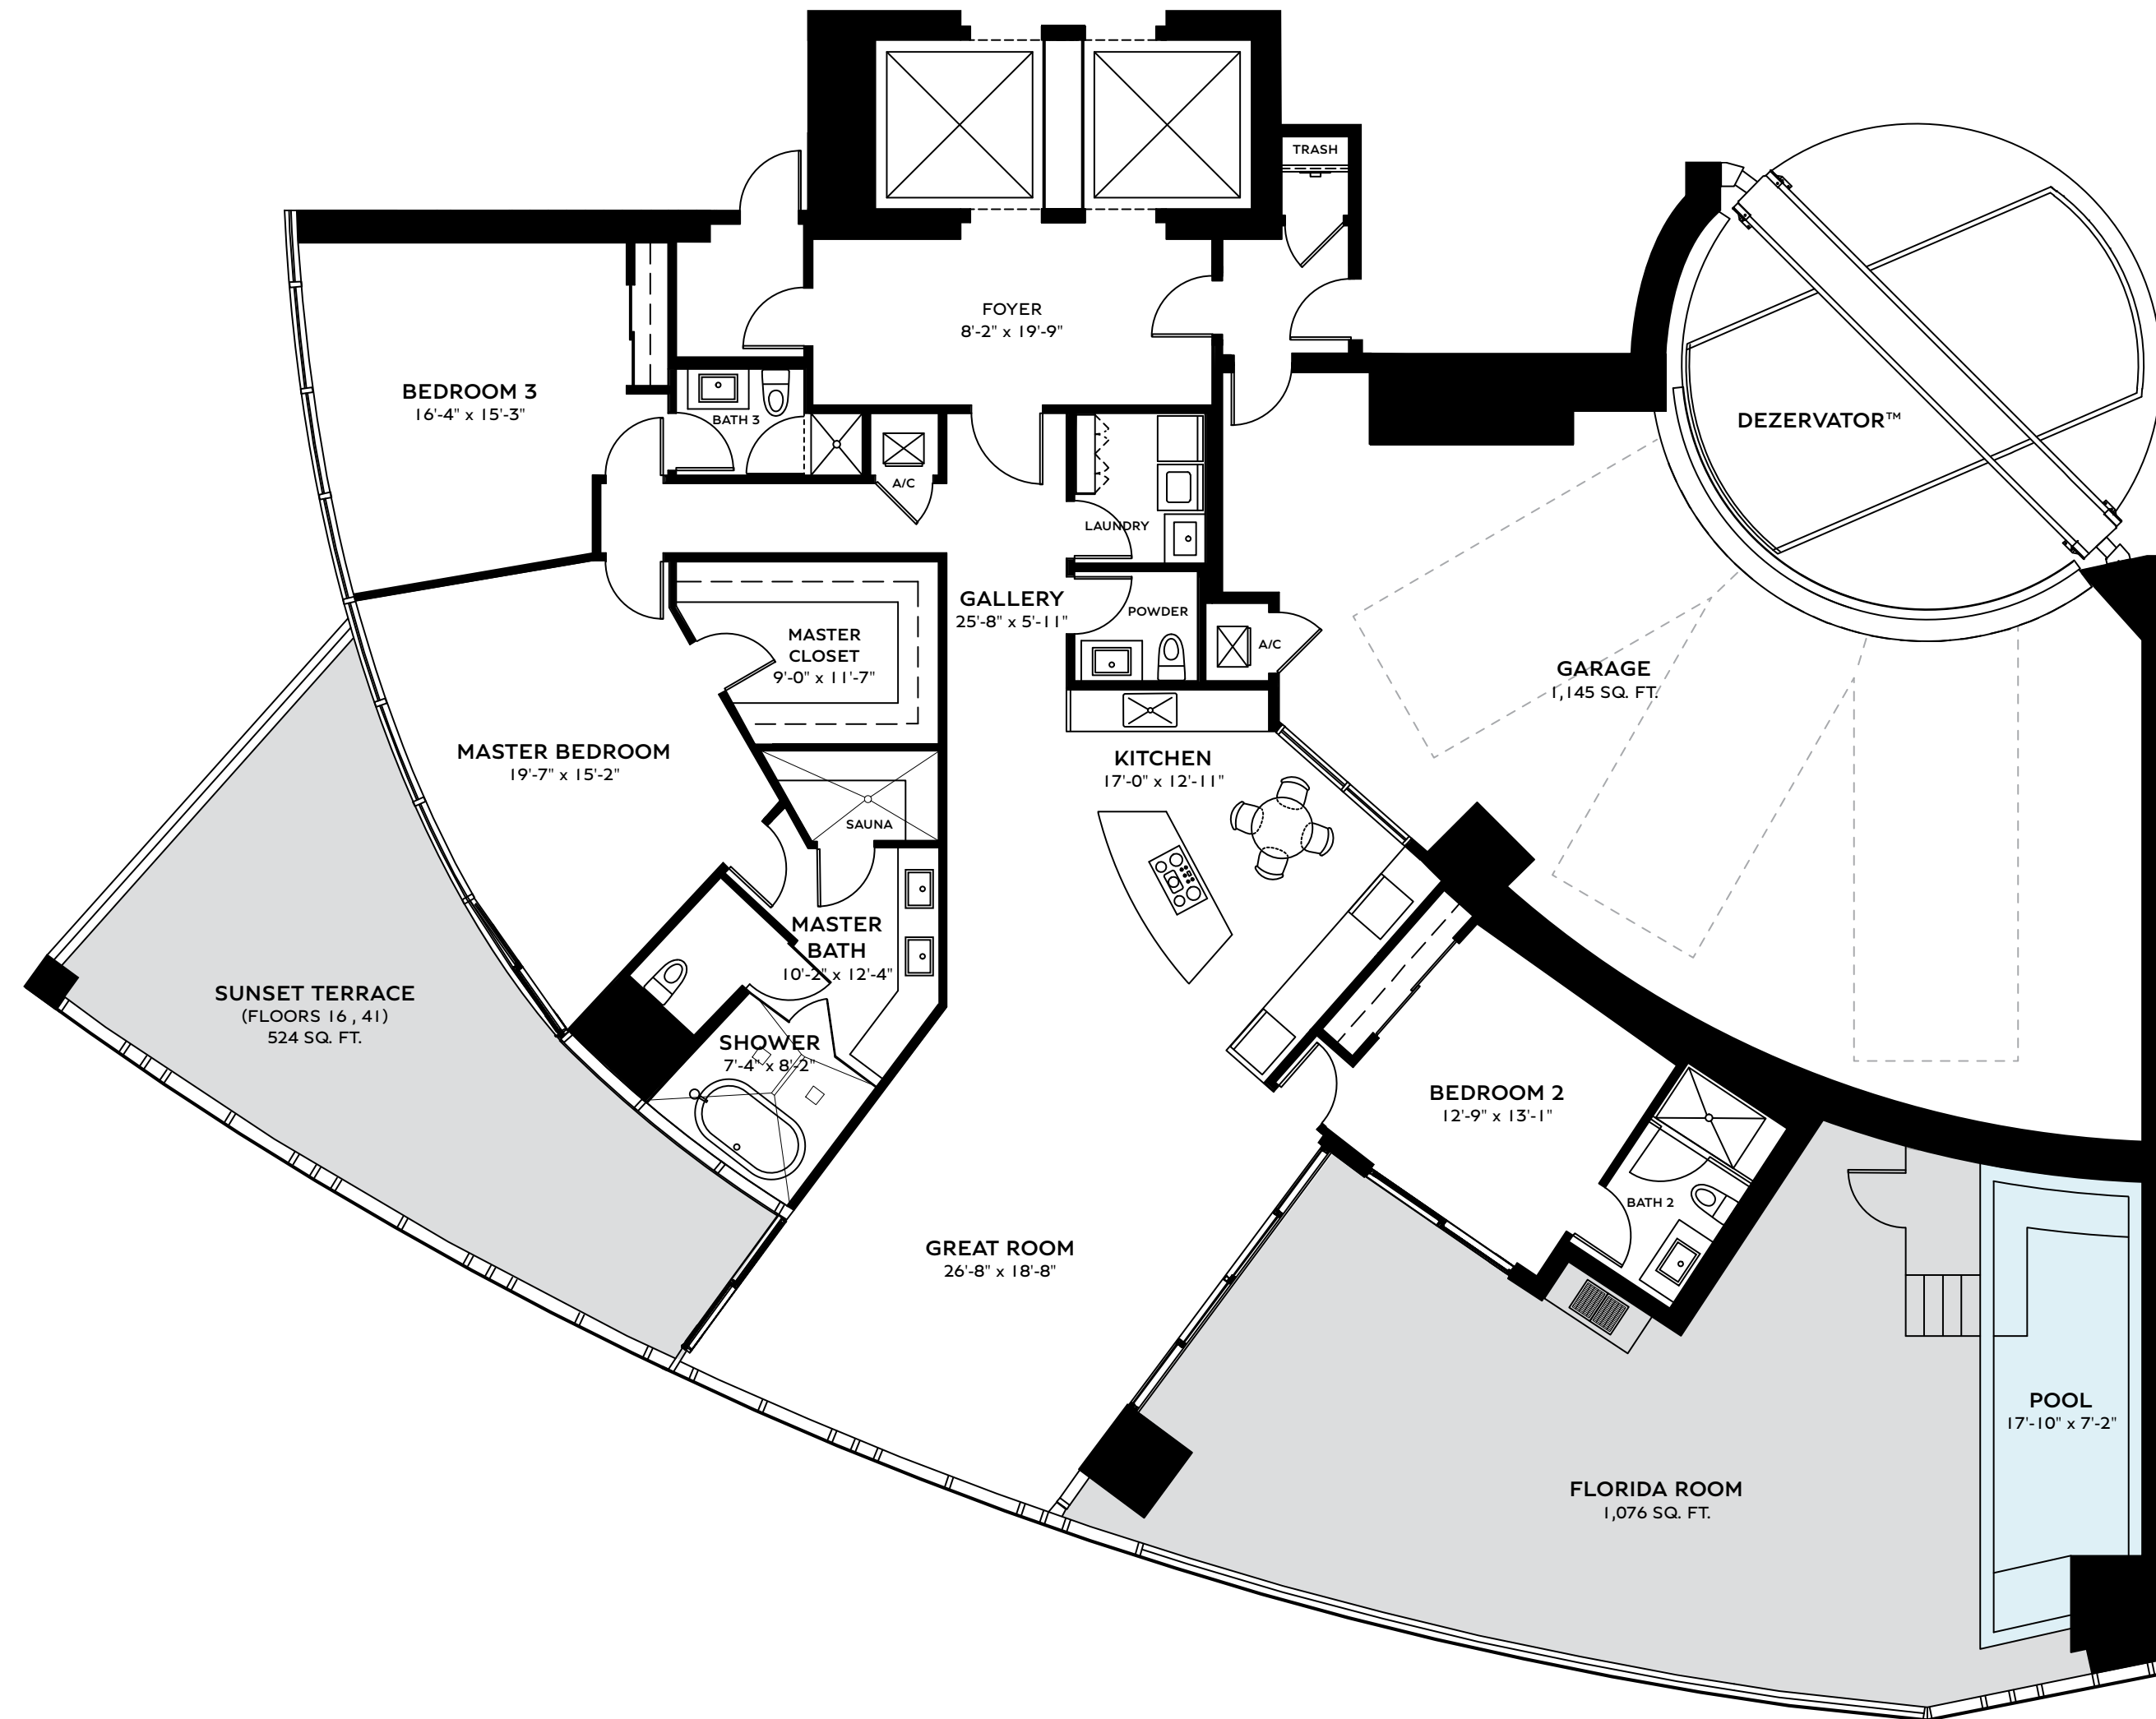 TRASH
FOYER
8'-2" x 19'-9"
BEDROOM 3
16'-4" x 15'-3"
BATH 3
A/C
LAUNDRY
DEZERVATOR™
GALLERY
25'-8" x 5'-11"
POWDER
A/C
MASTER
CLOSET
9'-0" x 11'-7"
GARAGE
1,145 SQ. FT.
MASTER BEDROOM
19'-7" x 15'-2"
KITCHEN
17'-0" x 12'-11"
SAUNA
MASTER
BATH
10'-2" x 12'-4"
SUNSET TERRACE
(FLOORS 16 , 41)
524 SQ. FT.
SHOWER
7'-4" x 8'-2"
BEDROOM 2
12'-9" x 13'-1"
BATH 2
GREAT ROOM
26'-8" x 18'-8"
POOL
17'-10" x 7'-2"
FLORIDA ROOM
1,076 SQ. FT.